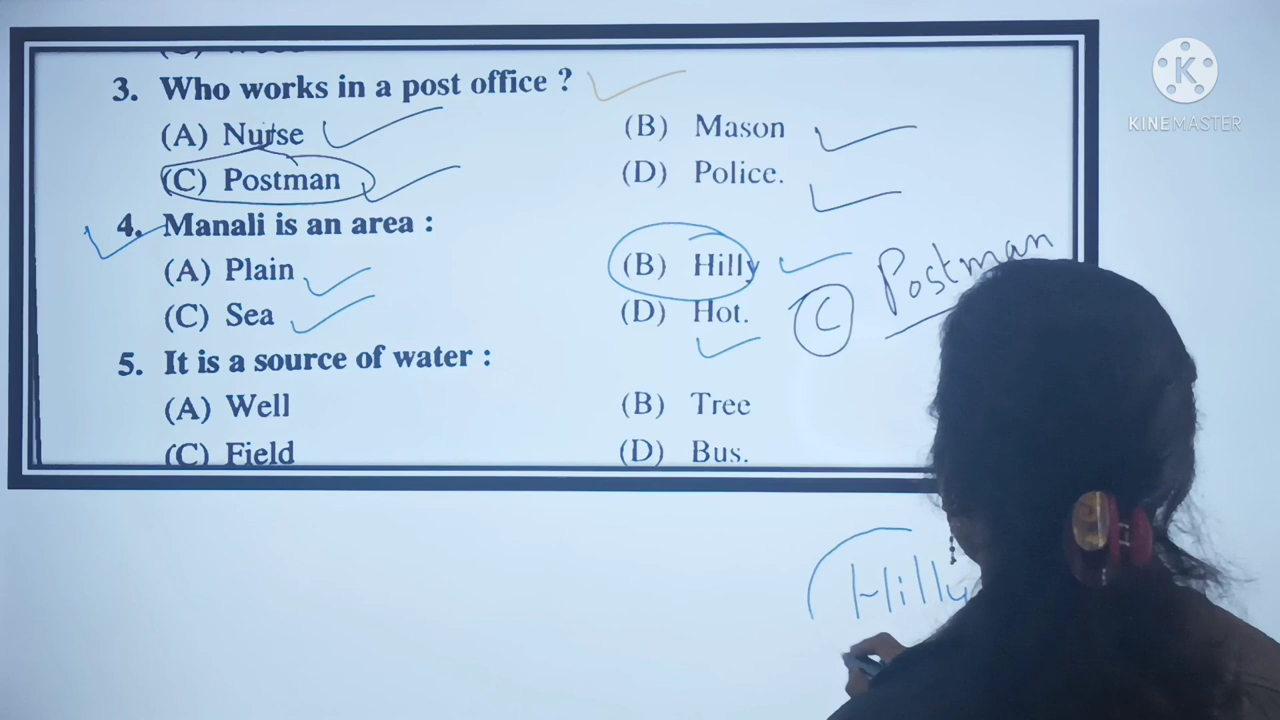 3. Who works in a post office ?
(A) Nurse (B) Mason
(C) Postman (D) Police.
4. Manali is an area :
(A) Plain (B) Hilly
(C) Sea (D) Hot.
C Postman
5. It is a source of water :
(A) Well (B) Tree
(C) Field (D) Bus.
Hilly
K
KINEMASTER